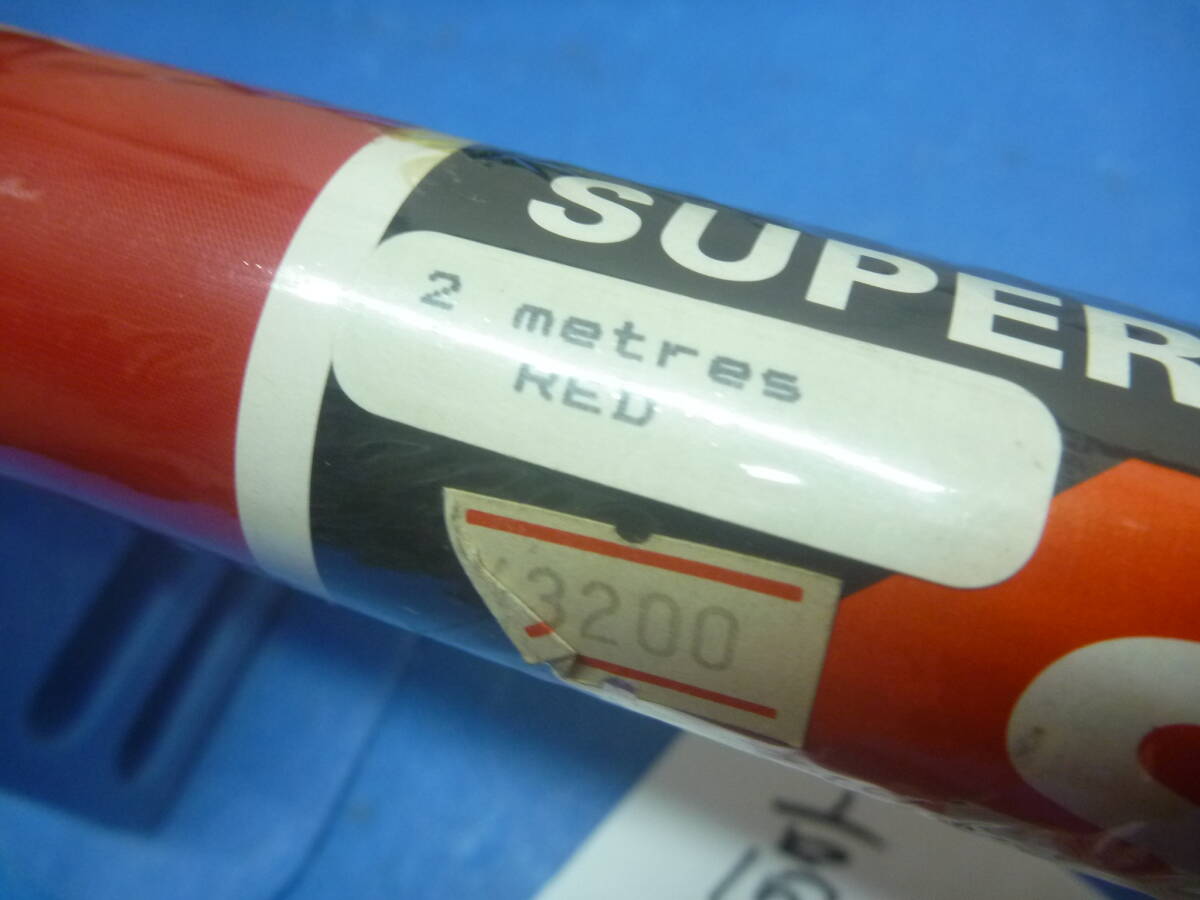 SUPER
2 metres
RED
3200